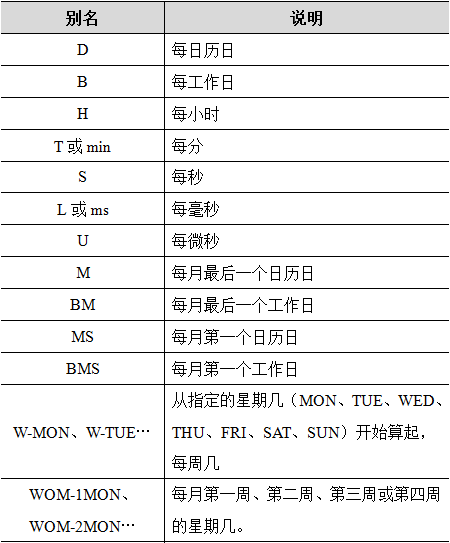 别名 说明
D 每日历日
B 每工作日
H 每小时
T 或 min 每分
S 每秒
L 或 ms 每毫秒
U 每微秒
M 每月最后一个日历日
BM 每月最后一个工作日
MS 每月第一个日历日
BMS 每月第一个工作日
从指定的星期几（MON、TUE、WED、
W-MON、W-TUE… THU、FRI、SAT、SUN）开始算起，
每周几
WOM-1MON、 每月第一周、第二周、第三周或第四周
WOM-2MON… 的星期几。